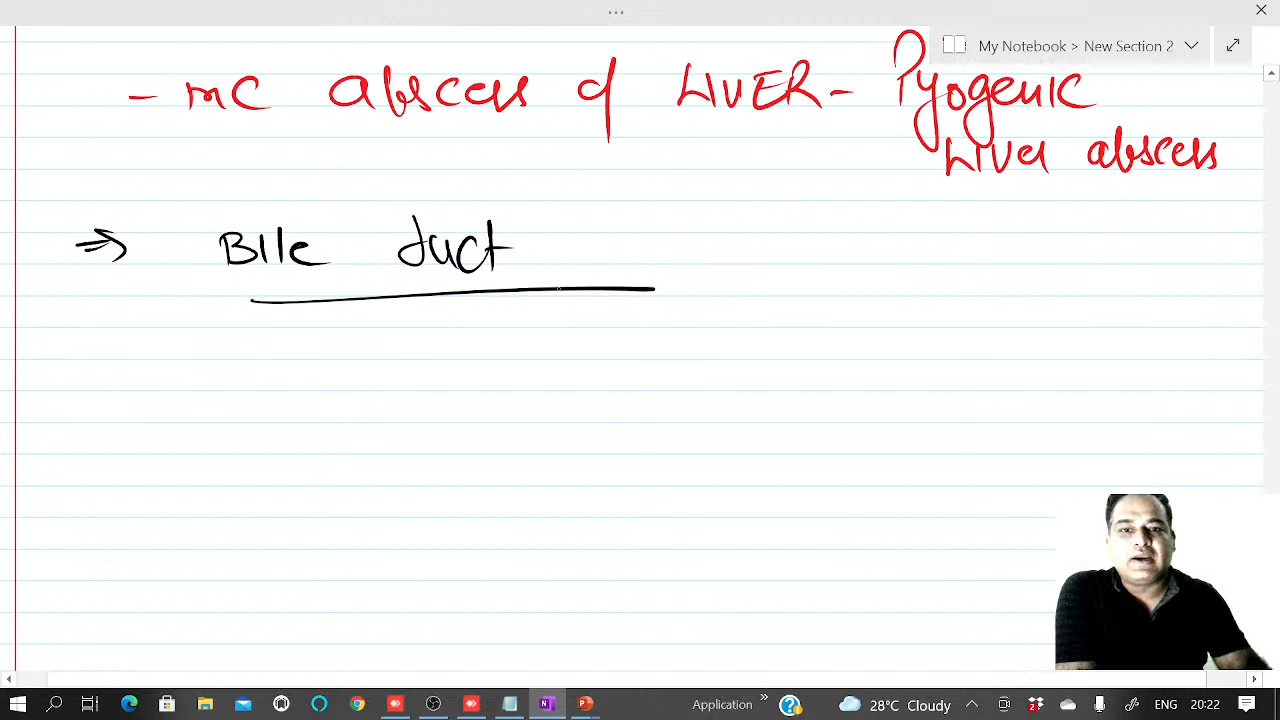 My Notebook > New Section 2
- mc abscess of LIVER - Pyogenic
Liver abscess
⇒ Bile duct
Application
28°C Cloudy
ENG
20:22